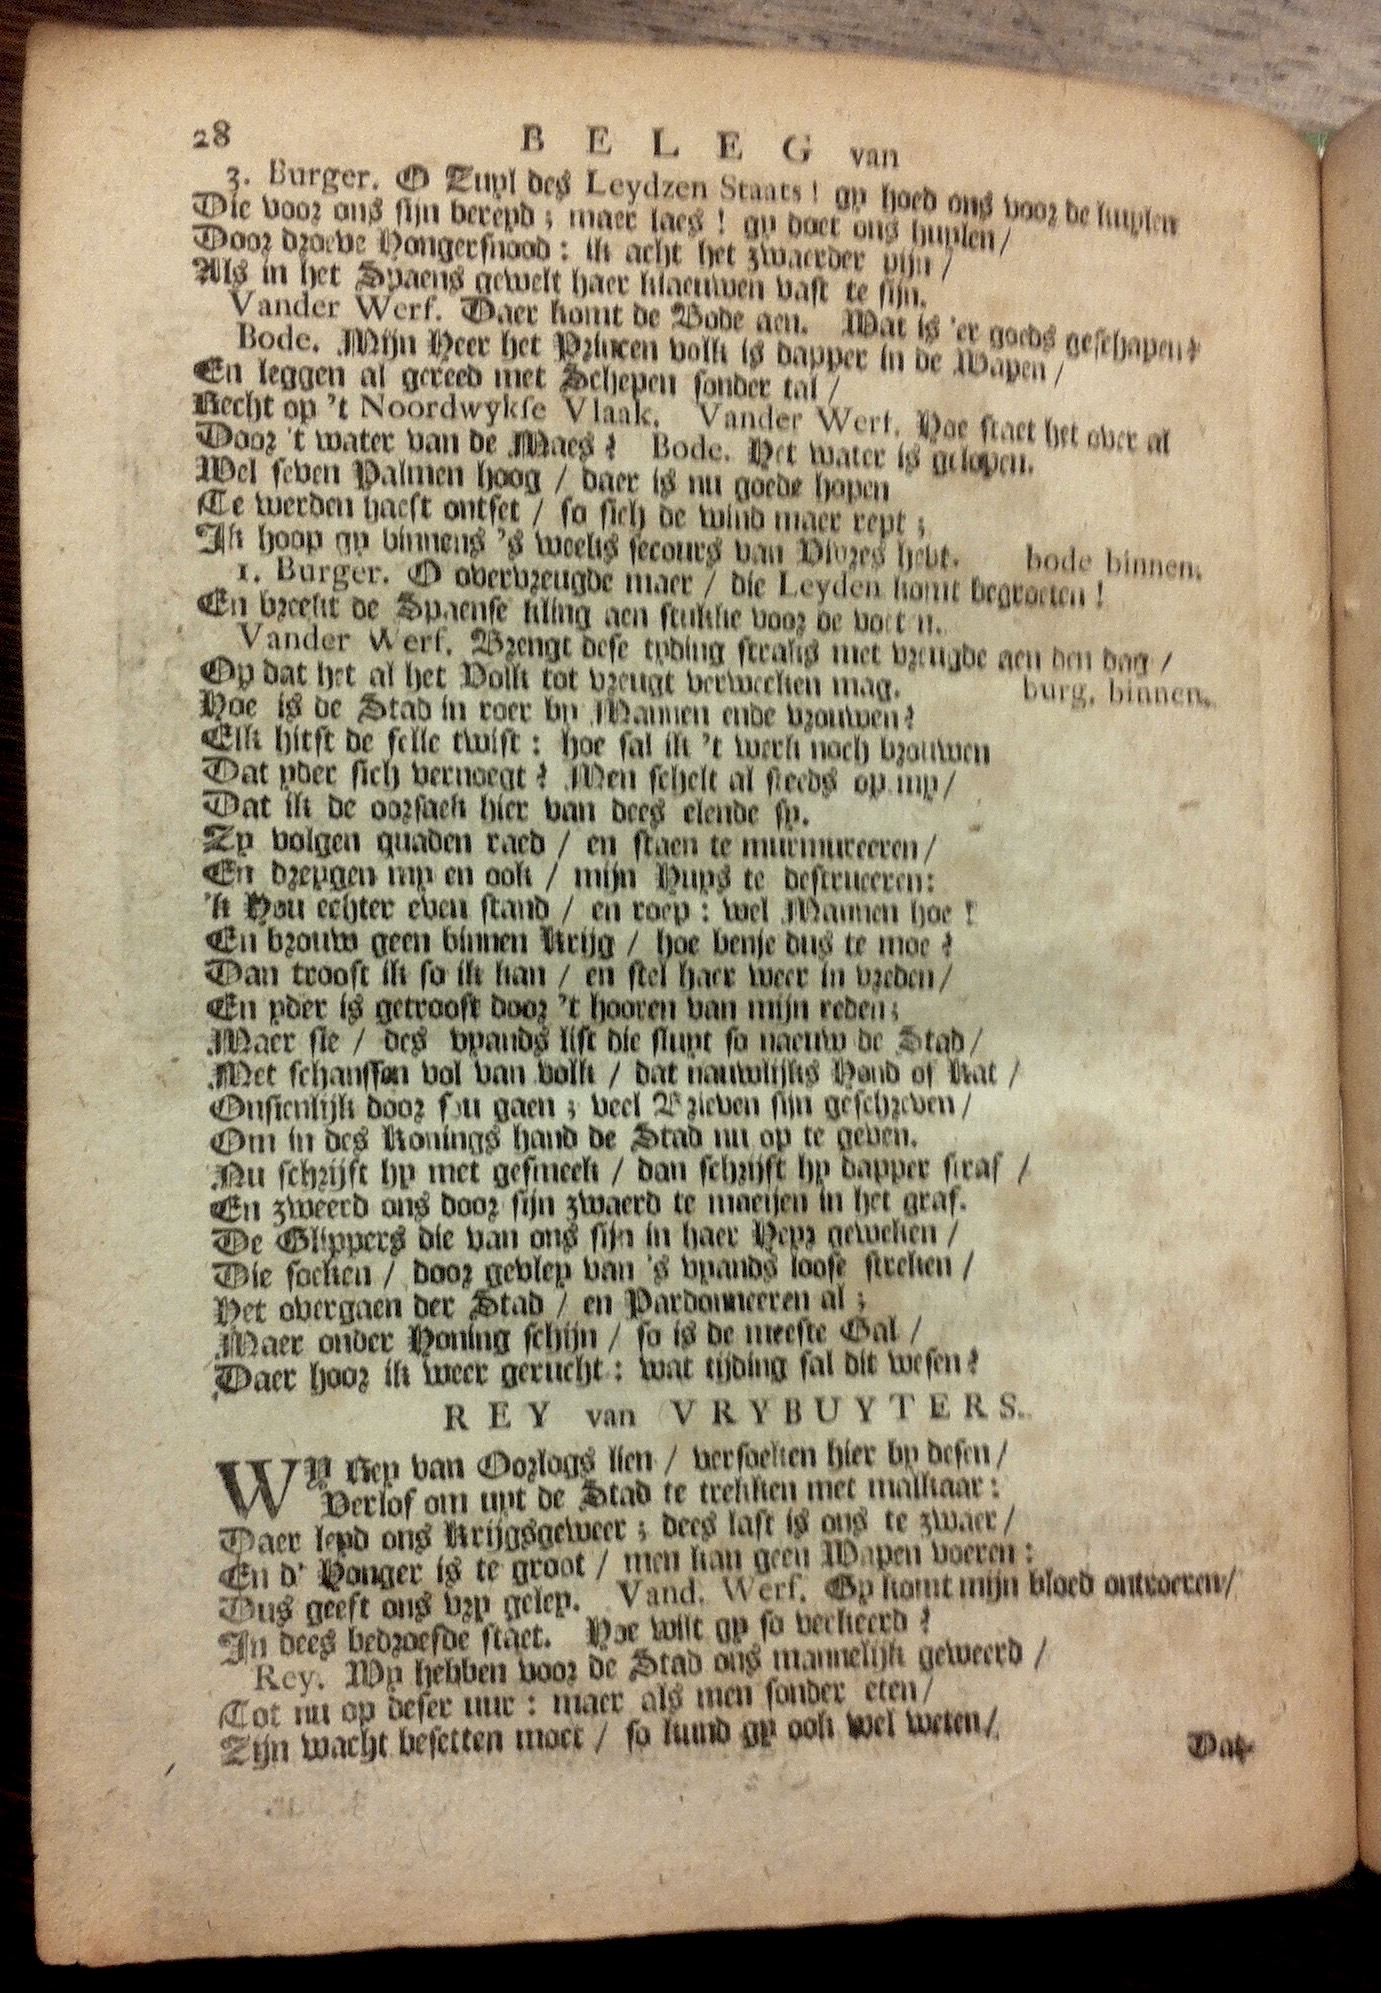 28 BELEG van
3. Burger. O Zuyl des Leydzen Staats! gy hoed ons voor de kuylen
Die voor ons sijn bereyd; maer laes! gy doet ons huylen/
Door droeve Hongersnood: ik acht het zwaerder pijn/
Als in het Spaens gewelt haer klaeuwen vast te sijn.
Vander Werf. Daer komt de Bode aen. Wat is 'er goeds geschapen?
Bode. Mijn Heer het Princen volk is dapper in de Wapen/
En leggen al gereed met Schepen sonder tal/
Recht op 't Noordwykse Vlaak. Vander Werf. Hoe staet het over al
Door 't water van de Maes? Bode. Het water is gelopen.
Wel seven Palmen hoog / daer is nu goede hopen
Te werden haest ontset / so sich de wind maer rept;
Ik hoop gy binnens 's weeks secours van Vivres hebt. bode binnen.
1. Burger. O overvreugde maer / die Leyden komt begroeten!
En breekt de Spaense kling aen stukke voor de voet n.
Vander Werf. Brengt dese tyding straks met vreugde aen den dag /
Op dat het al het Volk tot vreugt verwecken mag. burg. binnen.
Hoe is de Stad in roer by Mannen ende vrouwen?
Elk hitst de felle twist: hoe sal ik 't werk noch brouwen
Dat yder sich vernoegt? Men schelt al steeds op my/
Dat ik de oorsaek hier van dees elende sy.
Zy volgen quaden raed / en staen te murmureeren/
En dreygen my en ook / mijn Huys te destrueeren:
'k Hou echter even stand / en roep: wel Mannen hoe!
En brouw geen binnen Krijg / hoe benje dus te moe?
Dan troost ik so ik kan / en stel haer weer in vreden/
En yder is getroost door 't hooren van mijn reden;
Maer sie / des vyands list die sluyt so naeuw de Stad/
Met schanssen vol van volk / dat nauwlijks Hond of Kat /
Onsienlijk door sou gaen; veel Brieven sijn geschreven/
Om in des Konings hand de Stad nu op te geven.
Nu schrijft hy met gesmeek / dan schrijft hy dapper straf /
En zweerd ons door sijn zwaerd te maeijen in het graf.
De Glippers die van ons sijn in haer Heyr geweken /
Die soeken / door gevley van 's vyands loose streken /
Het overgaen der Stad / en Pardonneeren al;
Maer onder Honing schijn / so is de meeste Gal /
Daer hoor ik weer gerucht: wat tijding sal dit wesen?
REY van VRYBUYTERS.
WY Rey van Oorlogs lien / versoeken hier by desen/
Verlof om uyt de Stad te trekken met malkaar:
Daer leyd ons Krijgsgeweer; dees last is ons te zwaer/
En d' Honger is te groot / men kan geen Wapen voeren:
Dus geeft ons vry geley. Vand. Werf. Gy komt mijn bloed ontroeren/
In dees bedroefde staet. Hoe wilt gy so verkeerd?
Rey. Wy hebben voor de Stad ons mannelijk geweerd /
Tot nu op deser uur: maer als men sonder eten/
Zijn wacht besetten moet / so kund gy ook wel weten/
Dat